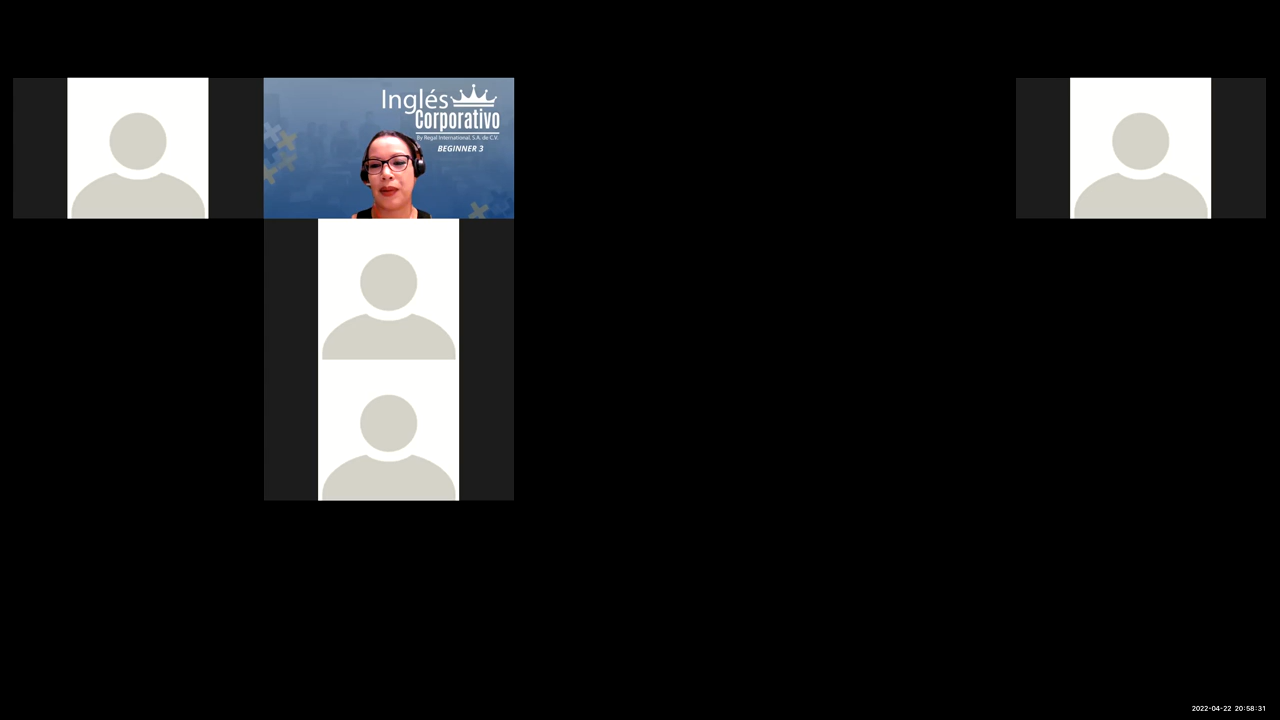 Inglés
Corporativo
By Regal International, S.A. de C.V.
BEGINNER 3
2022-04-22 20:58:31